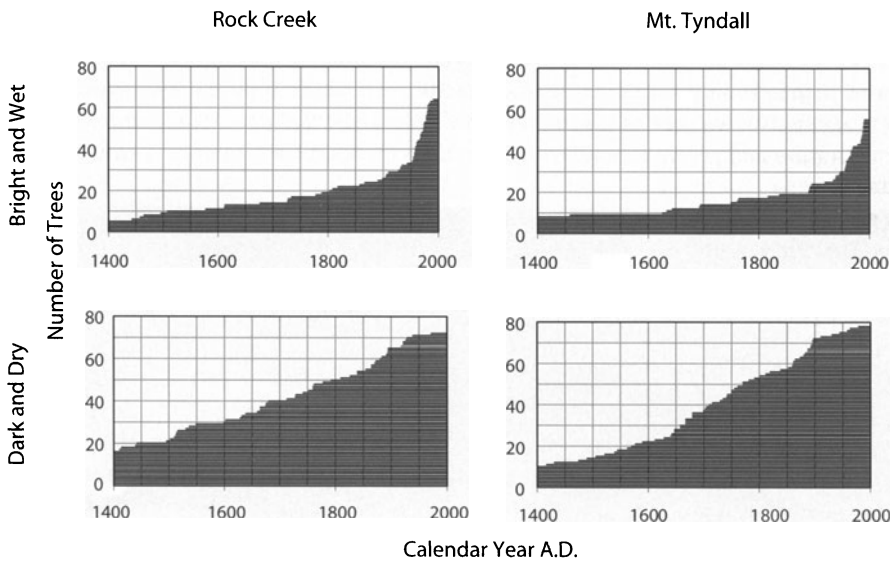 Rock Creek
Mt. Tyndall
Bright and Wet
Dark and Dry
Number of Trees
80
60
40
20
0
1400 1600 1800 2000
80
60
40
20
0
1400 1600 1800 2000
80
60
40
20
0
1400 1600 1800 2000
80
60
40
20
0
1400 1600 1800 2000
Calendar Year A.D.